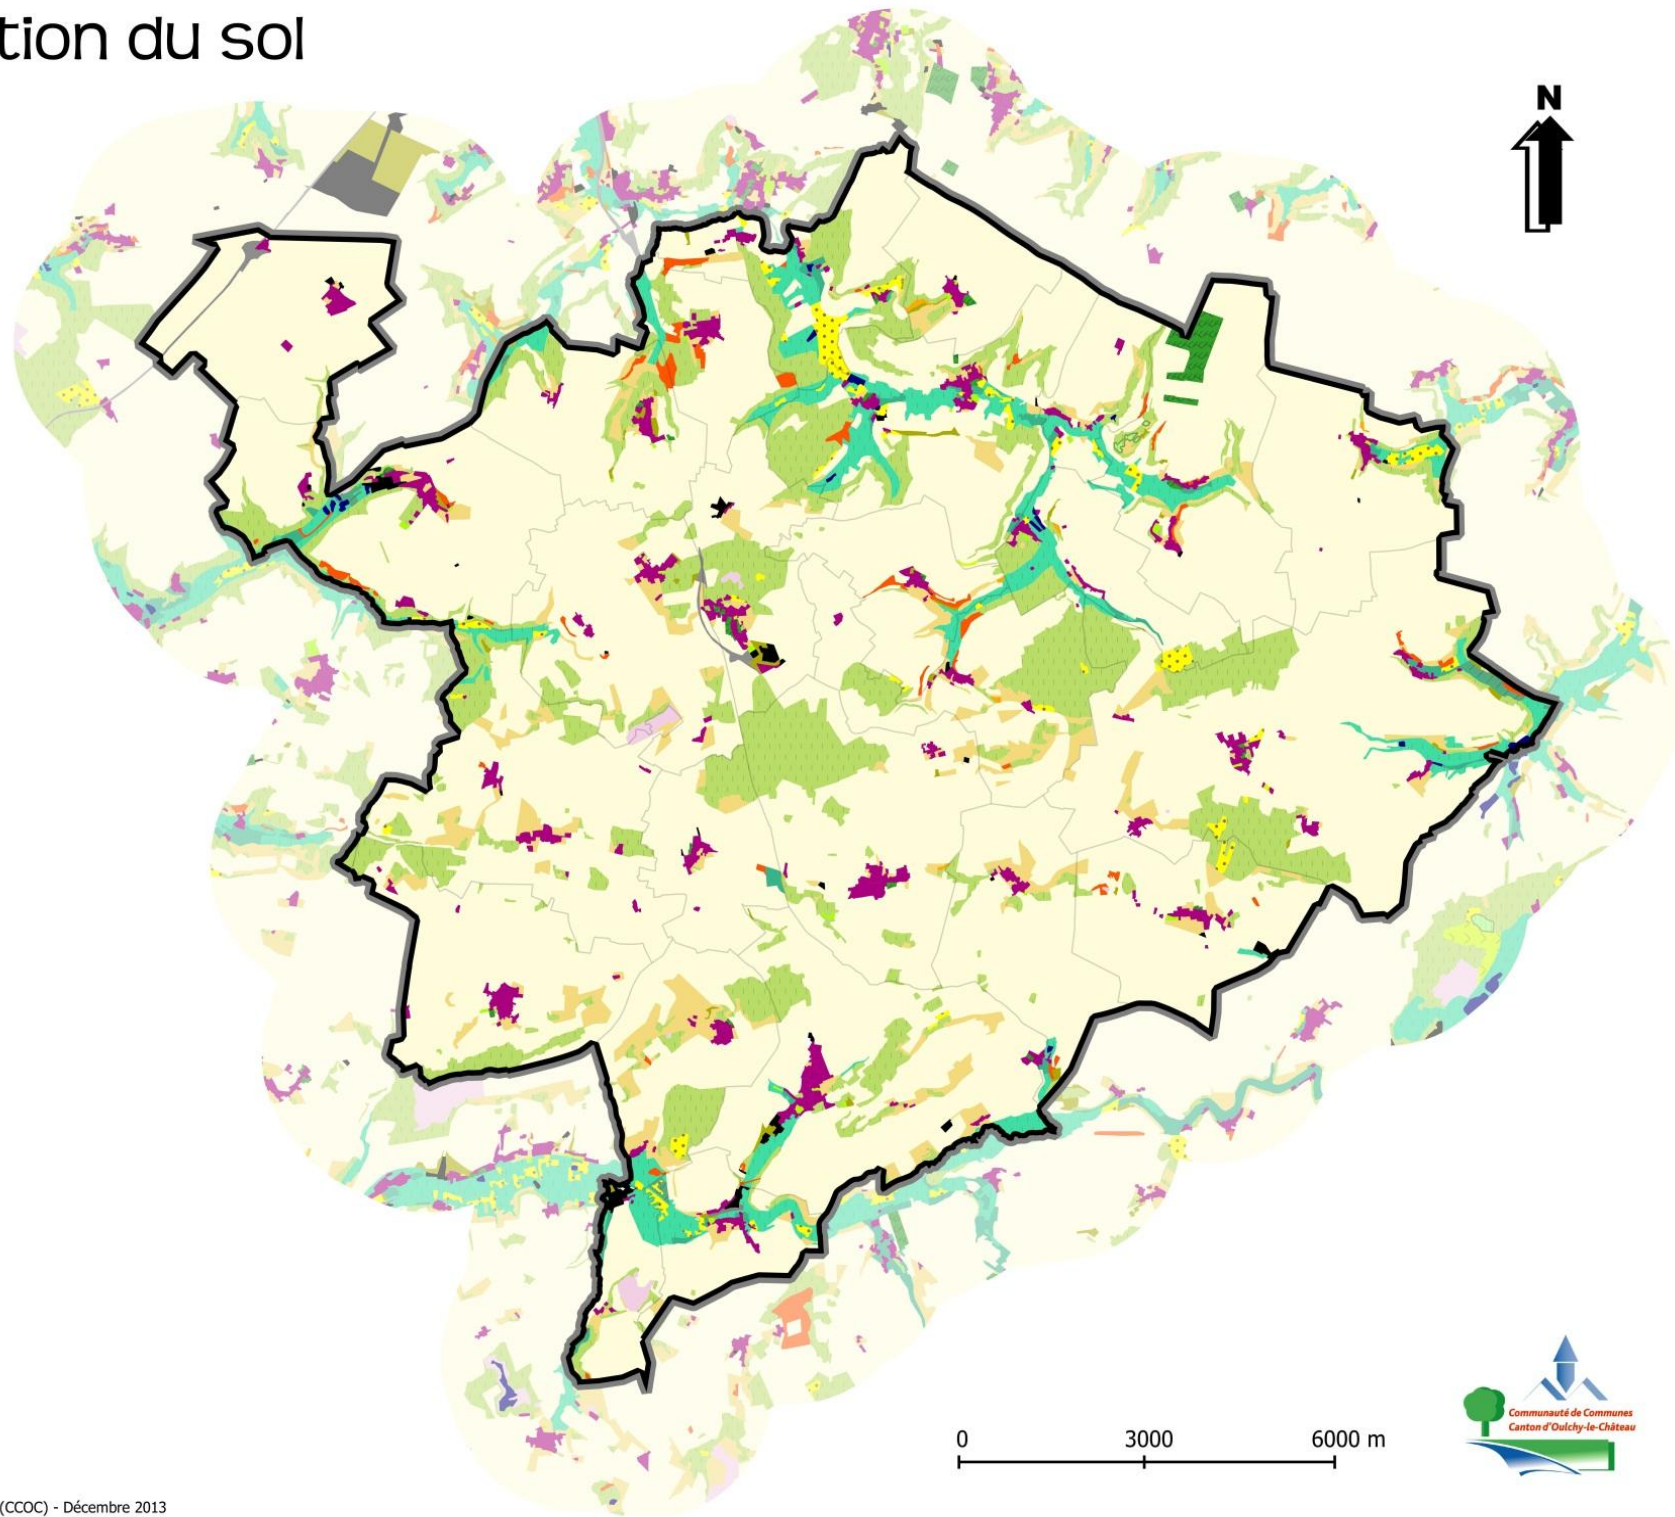 tion du sol
N
0 3000 6000 m
Communauté de Communes
Canton d'Oulchy-le-Château
(CCOC) - Décembre 2013